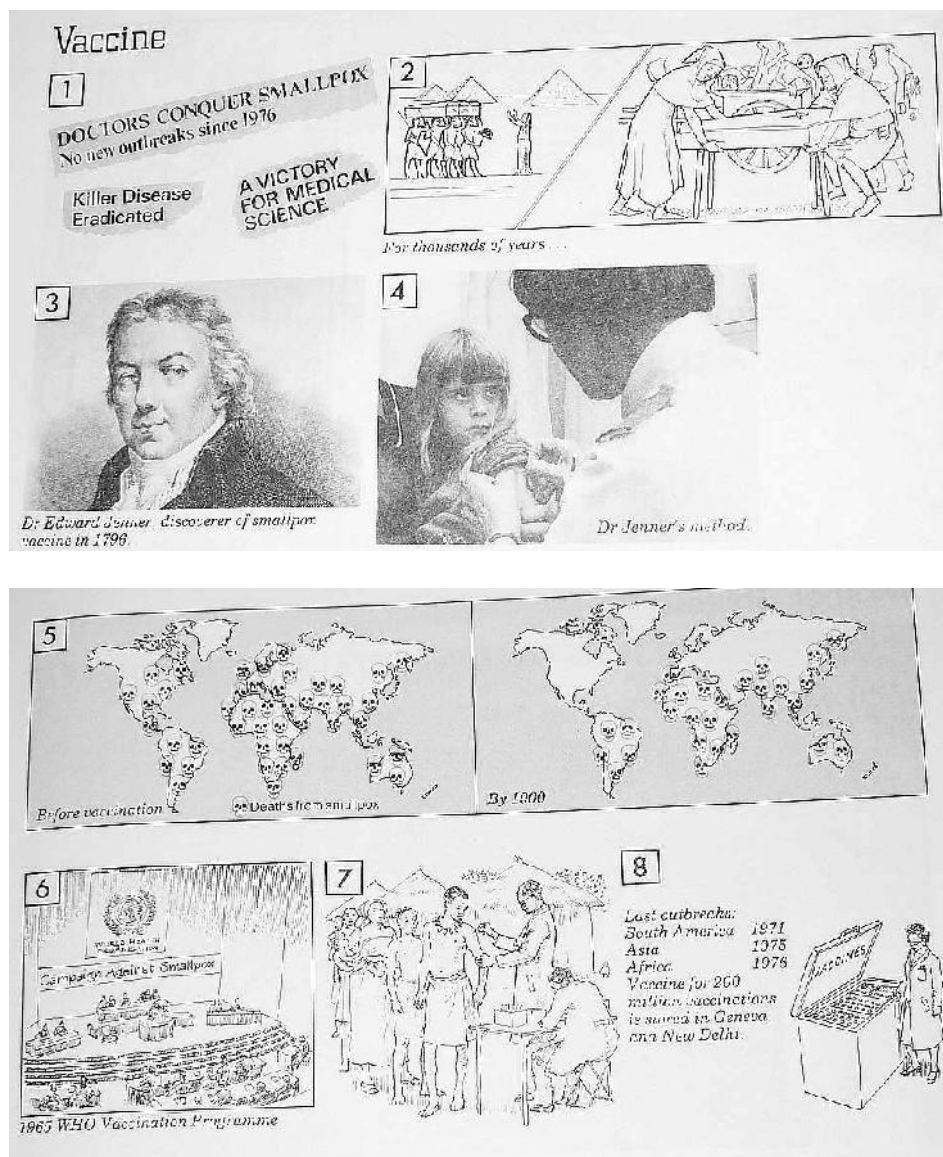 Vaccine
1
DOCTORS CONQUER SMALLPOX
No new outbreaks since 1976
Killer Disease
Eradicated
A VICTORY
FOR MEDICAL
SCIENCE
2
For thousands of years ...
3
Dr Edward Jenner, discoverer of smallpox
vaccine in 1796.
4
Dr Jenner's method.
5
Before vaccination
Deaths from smallpox
By 1900
6
WORLD HEALTH
ORGANIZATION
Campaign Against Smallpox
1965 WHO Vaccination Programme
7
8
Last outbreaks:
South America 1971
Asia 1975
Africa 1976
Vaccine for 200
million vaccinations
is stored in Geneva
and New Delhi.
VACCINES